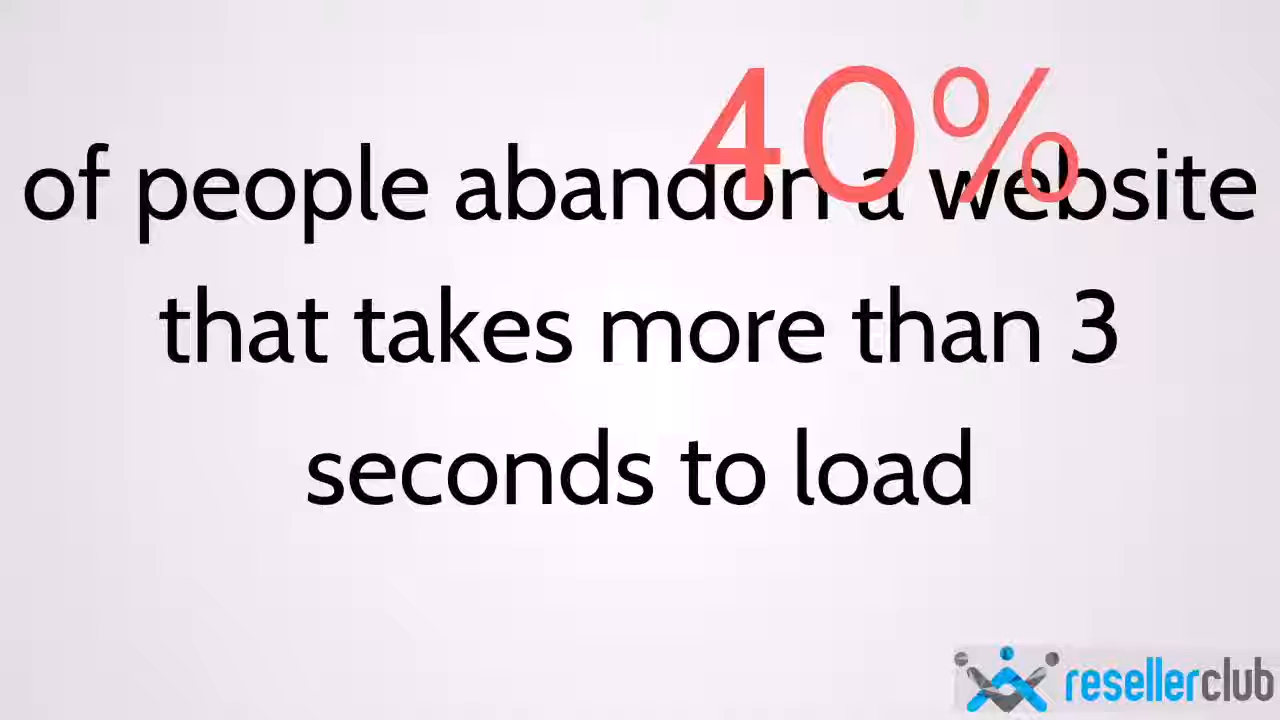 40%
of people abandon a website
that takes more than 3
seconds to load
resellerclub